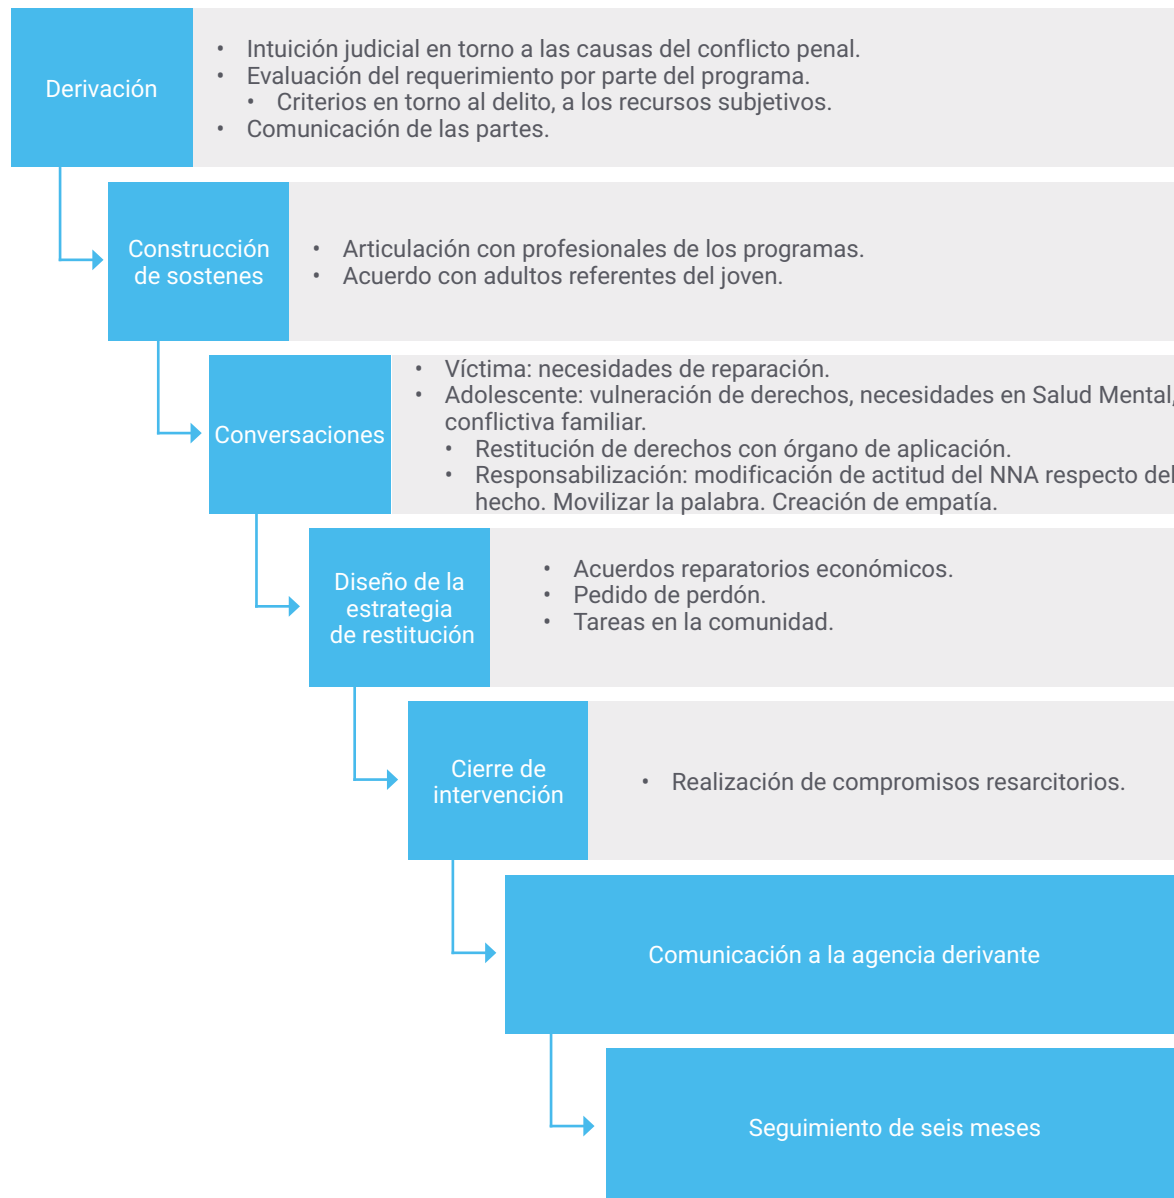 Derivación
• Intuición judicial en torno a las causas del conflicto penal.
• Evaluación del requerimiento por parte del programa.
• Criterios en torno al delito, a los recursos subjetivos.
• Comunicación de las partes.
Construcción
de sostenes
• Articulación con profesionales de los programas.
• Acuerdo con adultos referentes del joven.
Conversaciones
• Víctima: necesidades de reparación.
• Adolescente: vulneración de derechos, necesidades en Salud Mental,
conflictiva familiar.
• Restitución de derechos con órgano de aplicación.
• Responsabilización: modificación de actitud del NNA respecto del
hecho. Movilizar la palabra. Creación de empatía.
Diseño de la
estrategia
de restitución
• Acuerdos reparatorios económicos.
• Pedido de perdón.
• Tareas en la comunidad.
Cierre de
intervención
• Realización de compromisos resarcitorios.
Comunicación a la agencia derivante
Seguimiento de seis meses